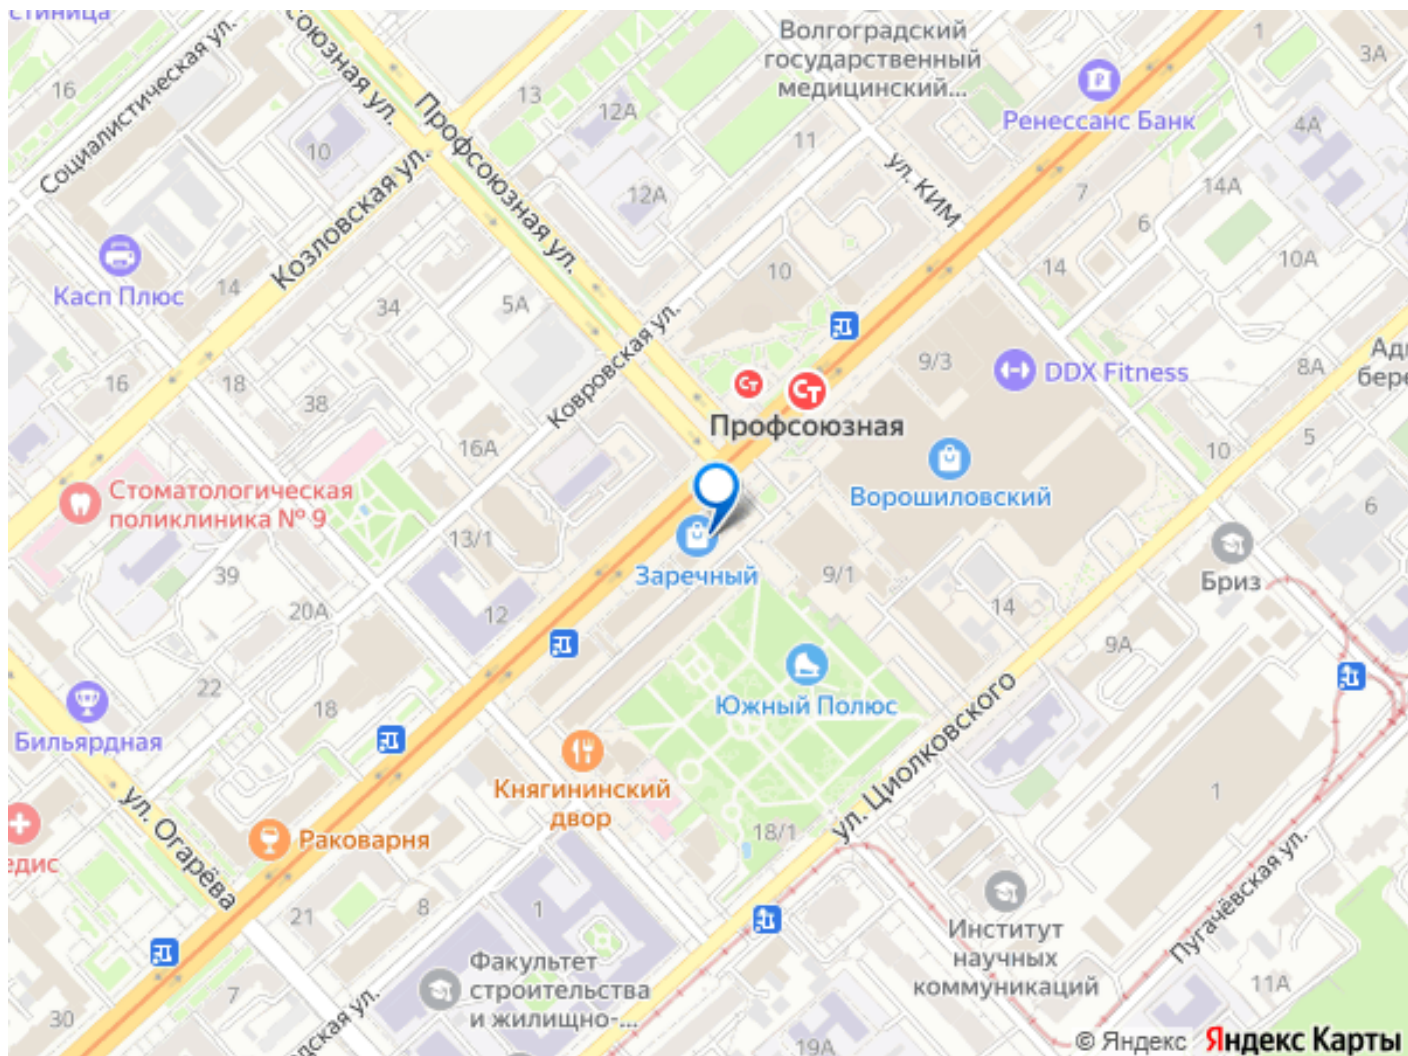 Социалистическая ул.
16
10
Козловская ул.
Профсоюзная ул.
13
12А
12А
11
Волгоградский
государственный
медицинский...
Ренессанс Банк
1
3А
4А
ул. КИМ
7
14А
6
10А
14
10
Касп Плюс
14
34
5А
16
18
38
Ковровская ул.
16А
9/3
DDX Fitness
8А
5
10
6
Профсоюзная
Ворошиловский
Стоматологическая
поликлиника № 9
13/1
39
20А
12
Заречный
9/1
14
Бриз
9А
22
18
Бильярдная
Южный Полюс
ул. Циолковского
Княгининский
двор
18/1
1
ул. Огарёва
Раковарня
21
8
1
Институт
научных
коммуникаций
Пугачёвская ул.
11А
Факультет
строительства
и жилищно-...
7
30
19А
© Яндекс Яндекс Карты